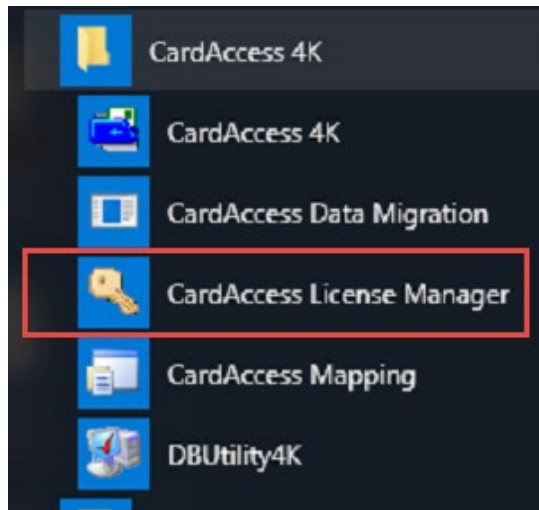 CardAccess 4K
CardAccess 4K
CardAccess Data Migration
CardAccess License Manager
CardAccess Mapping
DBUtility4K